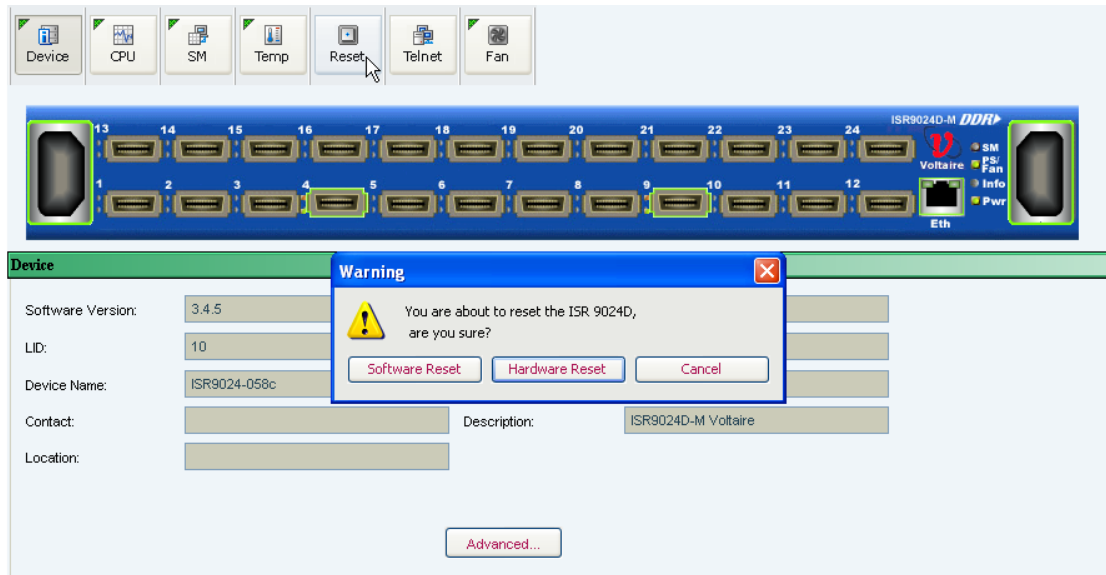 Device CPU SM Temp Reset Telnet Fan
ISR9024D-M DDR
13 14 15 16 17 18 19 20 21 22 23 24
Voltaire
SM
PS/
Fan
Info
Pwr
1 2 3 4 5 6 7 8 9 10 11 12
Eth
Device
Warning
You are about to reset the ISR 9024D,
are you sure?
Software Reset Hardware Reset Cancel
Software Version: 3.4.5
LID: 10
Device Name: ISR9024-058c
Contact: Description: ISR9024D-M Voltaire
Location:
Advanced...